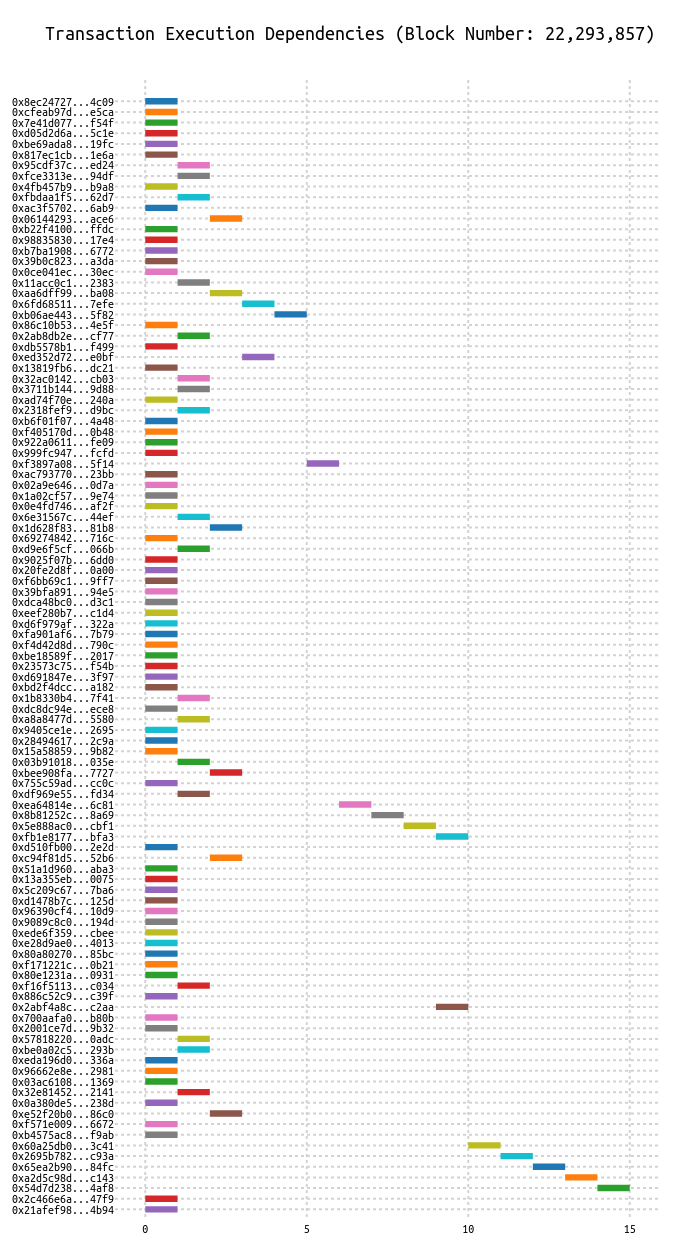 Transaction Execution Dependencies (Block Number: 22,293,857)
0x8ec24727...4c09
0xcfeab97d...e5ca
0x7e41d077...f54f
0xd05d2d6a...5c1e
0xbe69ada8...19fc
0x817ec1cb...1e6a
0x95cdf37c...ed24
0xfce3313e...94df
0x4fb457b9...b9a8
0xfbdaa1f5...62d7
0xac3f5702...6ab9
0x06144293...ace6
0xb22f4100...ffdc
0x98835830...17e4
0xb7ba1908...6772
0x39b0c823...a3da
0x0ce041ec...30ec
0x11acc0c1...2383
0xaa6dff99...ba08
0x6fd68511...7efe
0xb06ae443...5f82
0x86c10b53...4e5f
0x2ab8db2e...cf77
0xdb5578b1...f499
0xed352d72...e0bf
0x13819fb6...dc21
0x32ac0142...cb03
0x3711b144...9d88
0xad74f70e...240a
0x2318fef9...d9bc
0xb6f01f07...4a48
0xf405170d...0b48
0x922a0611...fe09
0x999fc947...fcfd
0xf3897a08...5f14
0xac793770...23bb
0x02a9e646...0d7a
0x1a02cf57...9e74
0x0e4fd746...af2f
0x6e31567c...44ef
0x1d628f83...81b8
0x69274842...716c
0xd9e6f5cf...066b
0x9025f07b...6dd0
0x20fe2d8f...0a00
0xf6bb69c1...9ff7
0x39bfa891...94e5
0xdca48bc0...d3c1
0xeef280b7...c1d4
0xd6f979af...322a
0xfa901af6...7b79
0xf4d42d8d...790c
0xbe18589f...2017
0x23573c75...f54b
0xd691847e...3f97
0xbd2f4dcc...a182
0x1b8330b4...7f41
0xdc8dc94e...ece8
0xa8a8477d...5580
0x9405ce1e...2695
0x28494617...2c9a
0x15a58859...9b82
0x03b91018...035e
0xbee908fa...7727
0x755c59ad...cc0c
0xdf969e55...fd34
0xea64814e...6c81
0x8b81252c...8a69
0x5e888ac0...cbf1
0xfb1e8177...bfa3
0xd510fb00...2e2d
0xc94f81d5...52b6
0x51a1d960...aba3
0x13a355eb...0075
0x5c209c67...7ba6
0xd1478b7c...125d
0x96390cf4...10d9
0x9089c8c0...194d
0xede6f359...cbee
0xe28d9ae0...4013
0x80a80270...85bc
0xf171221c...0b21
0x80e1231a...0931
0xf16f5113...c034
0x886c52c9...c39f
0x2abf4a8c...c2aa
0x700aafa0...b80b
0x2001ce7d...9b32
0x57818220...0adc
0xbe0a02c5...293b
0xeda196d0...336a
0x96662e8e...2981
0x03ac6108...1369
0x32e81452...2141
0x0a380de5...238d
0xe52f20b0...86c0
0xf571e009...6672
0xb4575ac8...f9ab
0x60a25db0...3c41
0x2695b782...c93a
0x65ea2b90...84fc
0xa2d5c98d...c143
0x54d7d238...4af8
0x2c466e6a...47f9
0x21afef98...4b94
0 5 10 15